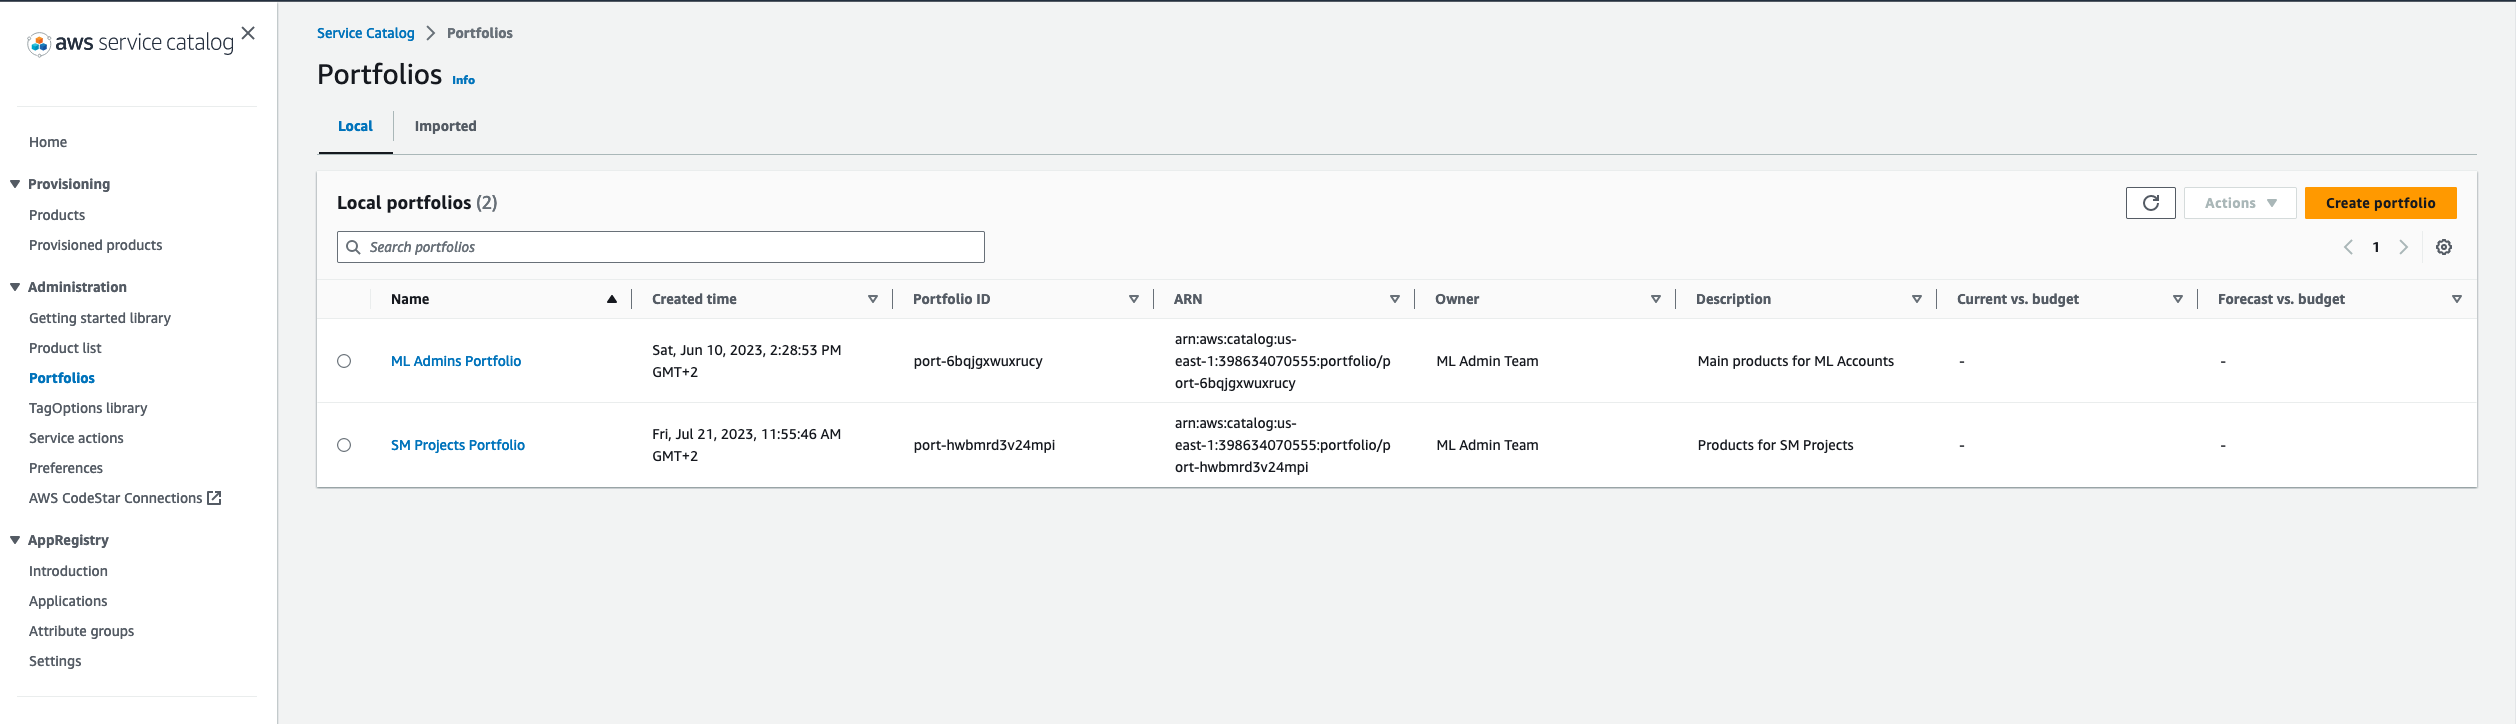 aws service catalog
Home
Provisioning
Products
Provisioned products
Administration
Getting started library
Product list
Portfolios
TagOptions library
Service actions
Preferences
AWS CodeStar Connections
AppRegistry
Introduction
Applications
Attribute groups
Settings
Service Catalog > Portfolios
Portfolios Info
Local Imported
Local portfolios (2)
Actions Create portfolio
Search portfolios
1
Name Created time Portfolio ID ARN Owner Description Current vs. budget Forecast vs. budget
ML Admins Portfolio
Sat, Jun 10, 2023, 2:28:53 PM
GMT+2
port-6bqjgxwuxrucy
arn:aws:catalog:us-
east-1:398634070555:portfolio/p
ort-6bqjgxwuxrucy
ML Admin Team
Main products for ML Accounts
-
-
SM Projects Portfolio
Fri, Jul 21, 2023, 11:55:46 AM
GMT+2
port-hwbmrd3v24mpi
arn:aws:catalog:us-
east-1:398634070555:portfolio/p
ort-hwbmrd3v24mpi
ML Admin Team
Products for SM Projects
-
-